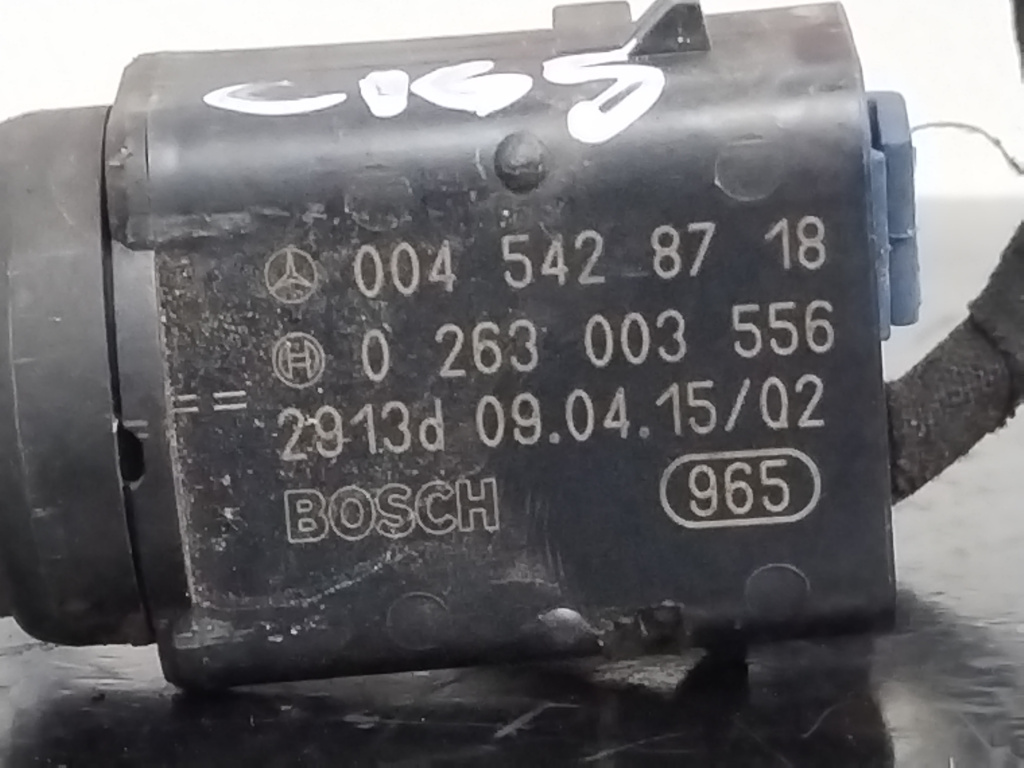 C165
004 542 87 18
0 263 003 556
==
2913d 09.04.15/02
BOSCH
965